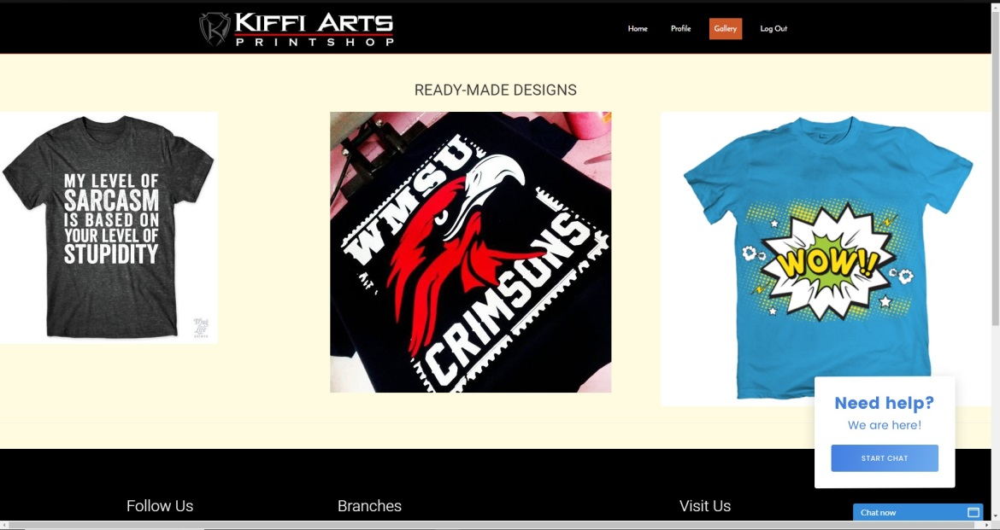 KIFFI ARTS
PRINTSHOP
Home
Profile
Gallery
Log Out
READY-MADE DESIGNS
MY LEVEL OF
SARCASM
IS BASED ON
YOUR LEVEL OF
STUPIDITY
WMSU
CRIMSONS
WOW!!
Need help?
We are here!
START CHAT
Follow Us
Branches
Visit Us
Chat now